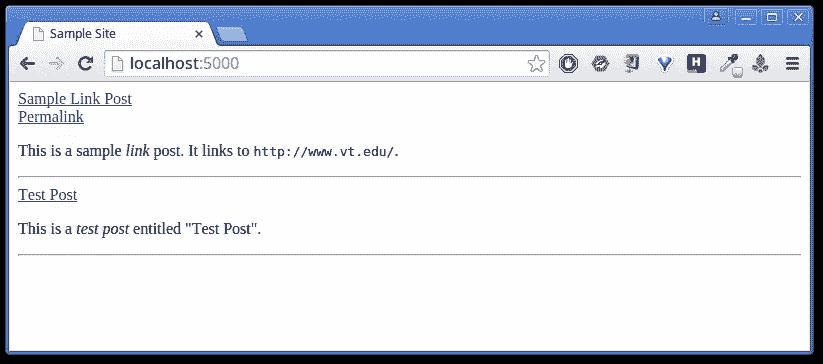 Sample Site
localhost:5000
H
Sample Link Post
Permalink
This is a sample link post. It links to http://www.vt.edu/.
Test Post
This is a test post entitled "Test Post".